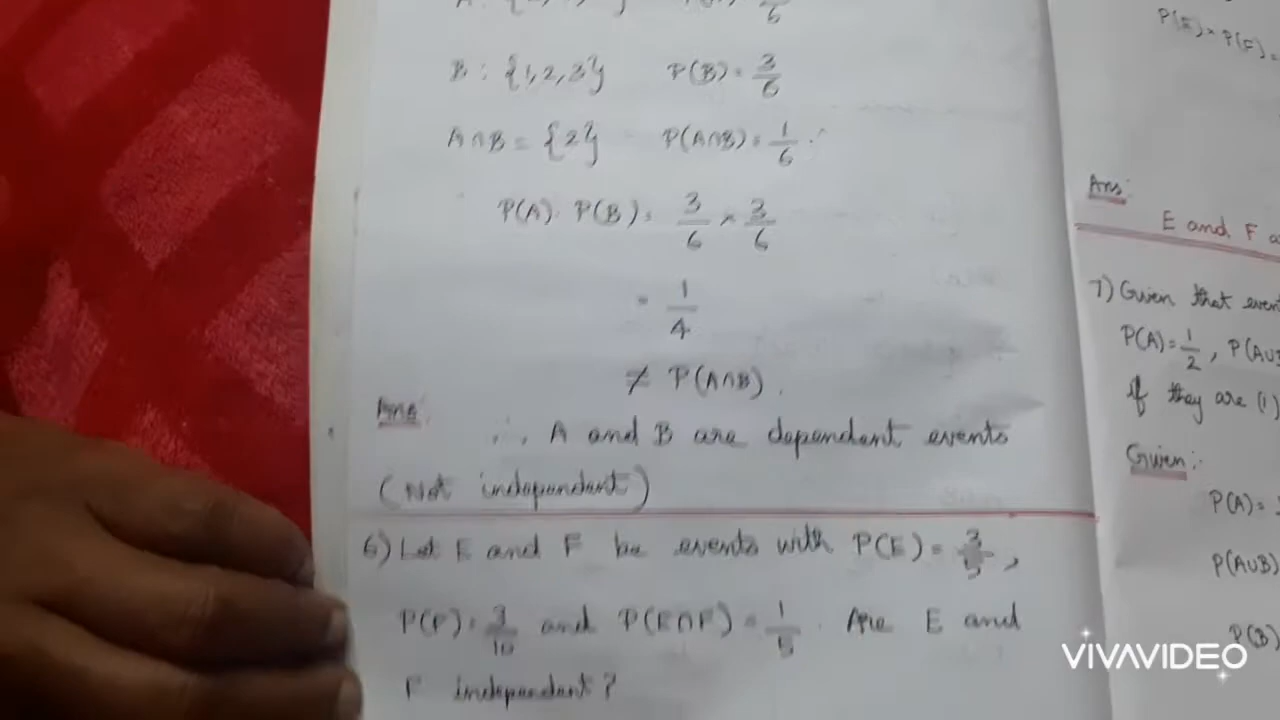 B : {1, 2, 3} P(B) = 3/6
A∩B = {2} P(A∩B) = 1/6
P(A) · P(B) = 3/6 × 3/6
= 1/4
≠ P(A∩B).
Ans:
∴ A and B are dependent events
(Not independent)
6) Let E and F be events with P(E) = 3/5,
P(F) = 3/10 and P(E∩F) = 1/5. Are E and
F independent?
P(E) × P(F) =
Ans:
E and F a
7) Given that even
P(A) = 1/2, P(A∪B
if they are (1)
Given:
P(A) =
P(A∪B)
P(B)
VIVAVIDEO